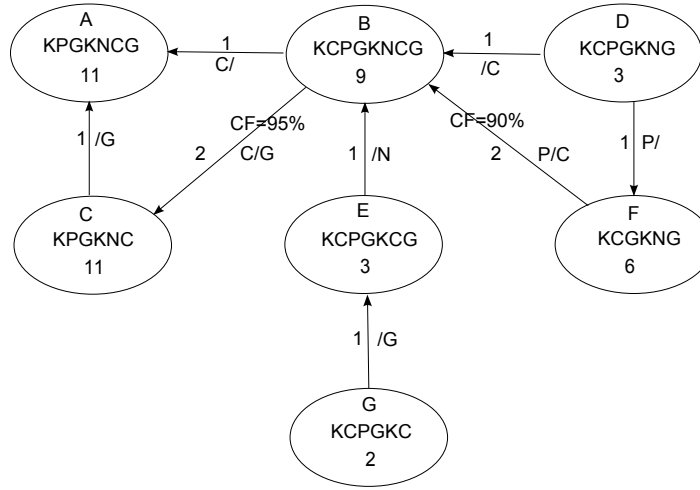 A
KPGKNCG
11
1
C/
B
KCPGKNCG
9
1
/C
D
KCPGKNG
3
1 /G
CF=95%
2 C/G
1 /N
CF=90%
2 P/C
1 P/
C
KPGKNC
11
E
KCPGKCG
3
F
KCGKNG
6
1 /G
G
KCPGKC
2